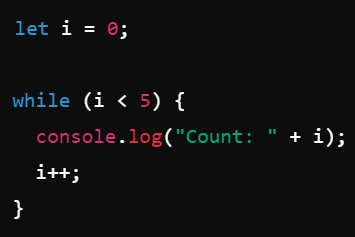 let i = 0;
while (i < 5) {
  console.log("Count: " + i);
  i++;
}